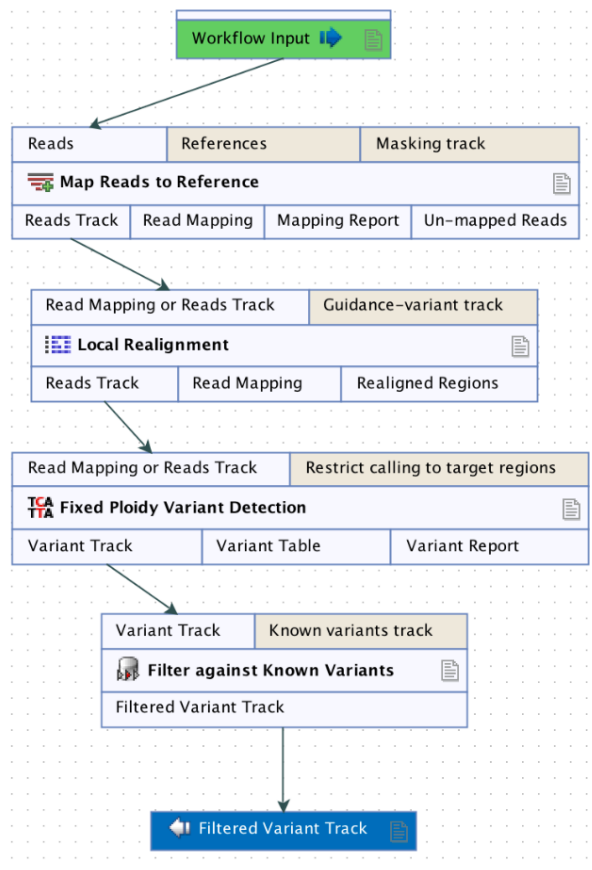 Workflow Input
Reads References Masking track
Map Reads to Reference
Reads Track Read Mapping Mapping Report Un-mapped Reads
Read Mapping or Reads Track Guidance-variant track
Local Realignment
Reads Track Read Mapping Realigned Regions
Read Mapping or Reads Track Restrict calling to target regions
TCA
TTA Fixed Ploidy Variant Detection
Variant Track Variant Table Variant Report
Variant Track Known variants track
Filter against Known Variants
Filtered Variant Track
Filtered Variant Track